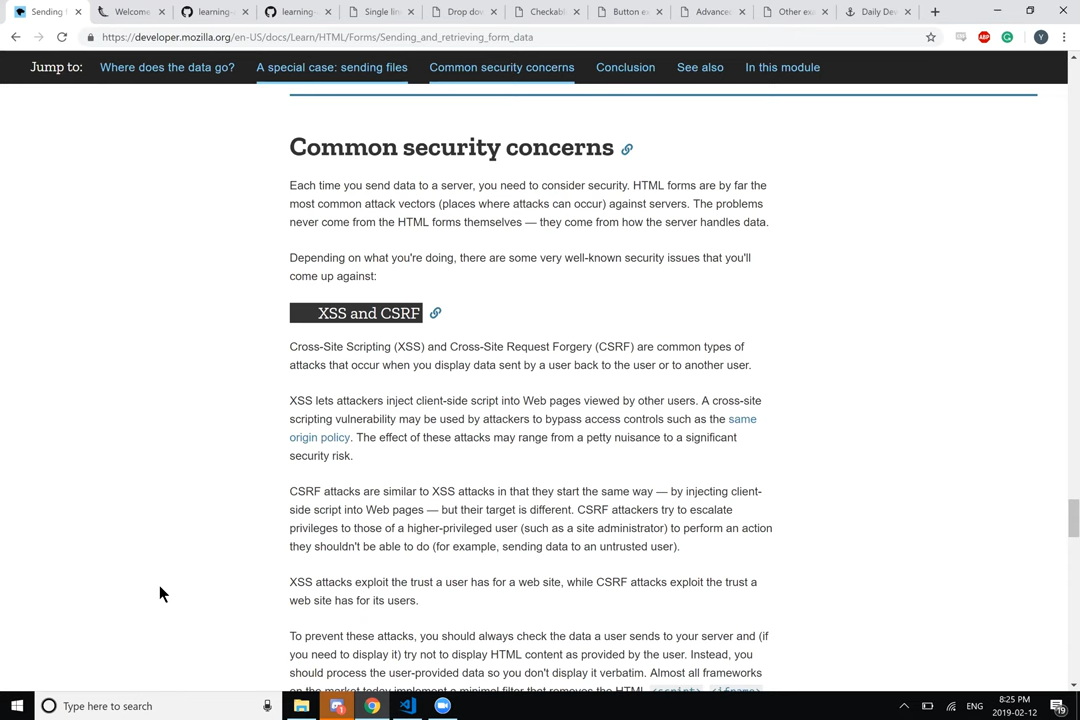 Sending f
Welcome
learning-
learning-
Single lin
Drop dow
Checkabl
Button ex
Advanced
Other exa
Daily Dev
https://developer.mozilla.org/en-US/docs/Learn/HTML/Forms/Sending_and_retrieving_form_data
ABP
Y
Jump to: Where does the data go? A special case: sending files Common security concerns Conclusion See also In this module
Common security concerns
Each time you send data to a server, you need to consider security. HTML forms are by far the
most common attack vectors (places where attacks can occur) against servers. The problems
never come from the HTML forms themselves — they come from how the server handles data.
Depending on what you're doing, there are some very well-known security issues that you'll
come up against:
XSS and CSRF
Cross-Site Scripting (XSS) and Cross-Site Request Forgery (CSRF) are common types of
attacks that occur when you display data sent by a user back to the user or to another user.
XSS lets attackers inject client-side script into Web pages viewed by other users. A cross-site
scripting vulnerability may be used by attackers to bypass access controls such as the same
origin policy. The effect of these attacks may range from a petty nuisance to a significant
security risk.
CSRF attacks are similar to XSS attacks in that they start the same way — by injecting client-
side script into Web pages — but their target is different. CSRF attackers try to escalate
privileges to those of a higher-privileged user (such as a site administrator) to perform an action
they shouldn't be able to do (for example, sending data to an untrusted user).
XSS attacks exploit the trust a user has for a web site, while CSRF attacks exploit the trust a
web site has for its users.
To prevent these attacks, you should always check the data a user sends to your server and (if
you need to display it) try not to display HTML content as provided by the user. Instead, you
should process the user-provided data so you don't display it verbatim. Almost all frameworks
on the market today implement a minimal filter that removes the HTML <script>, <iframe>
Type here to search
ENG
8:25 PM
2019-02-12
19